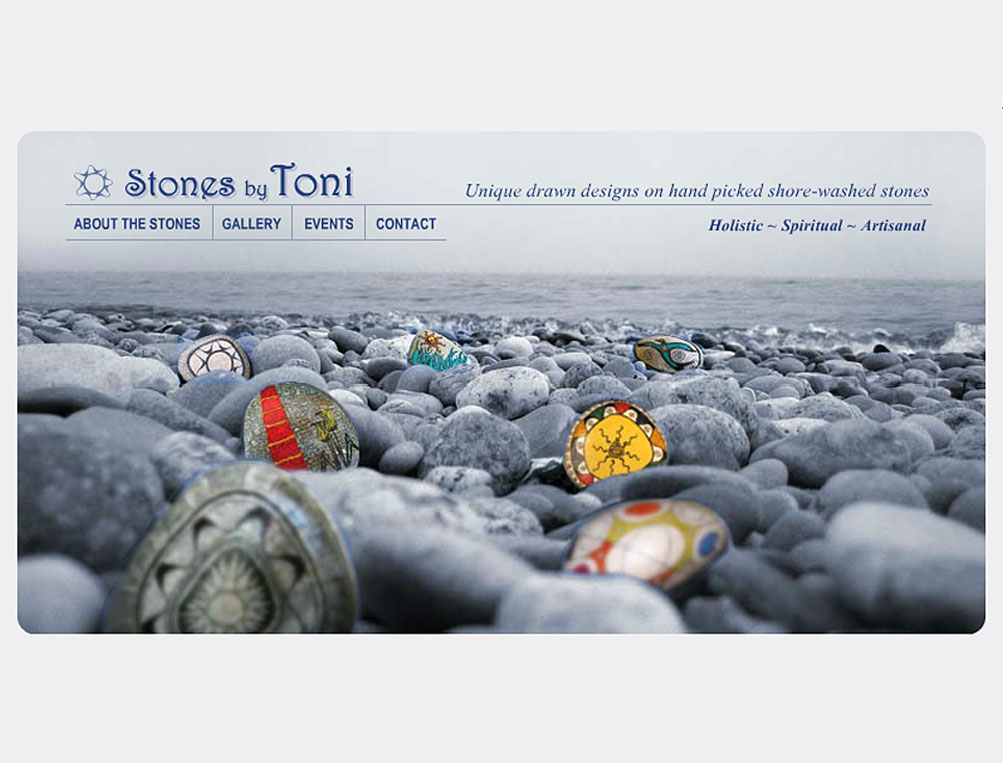 Stones by Toni
Unique drawn designs on hand picked shore-washed stones
ABOUT THE STONES GALLERY EVENTS CONTACT
Holistic ~ Spiritual ~ Artisanal